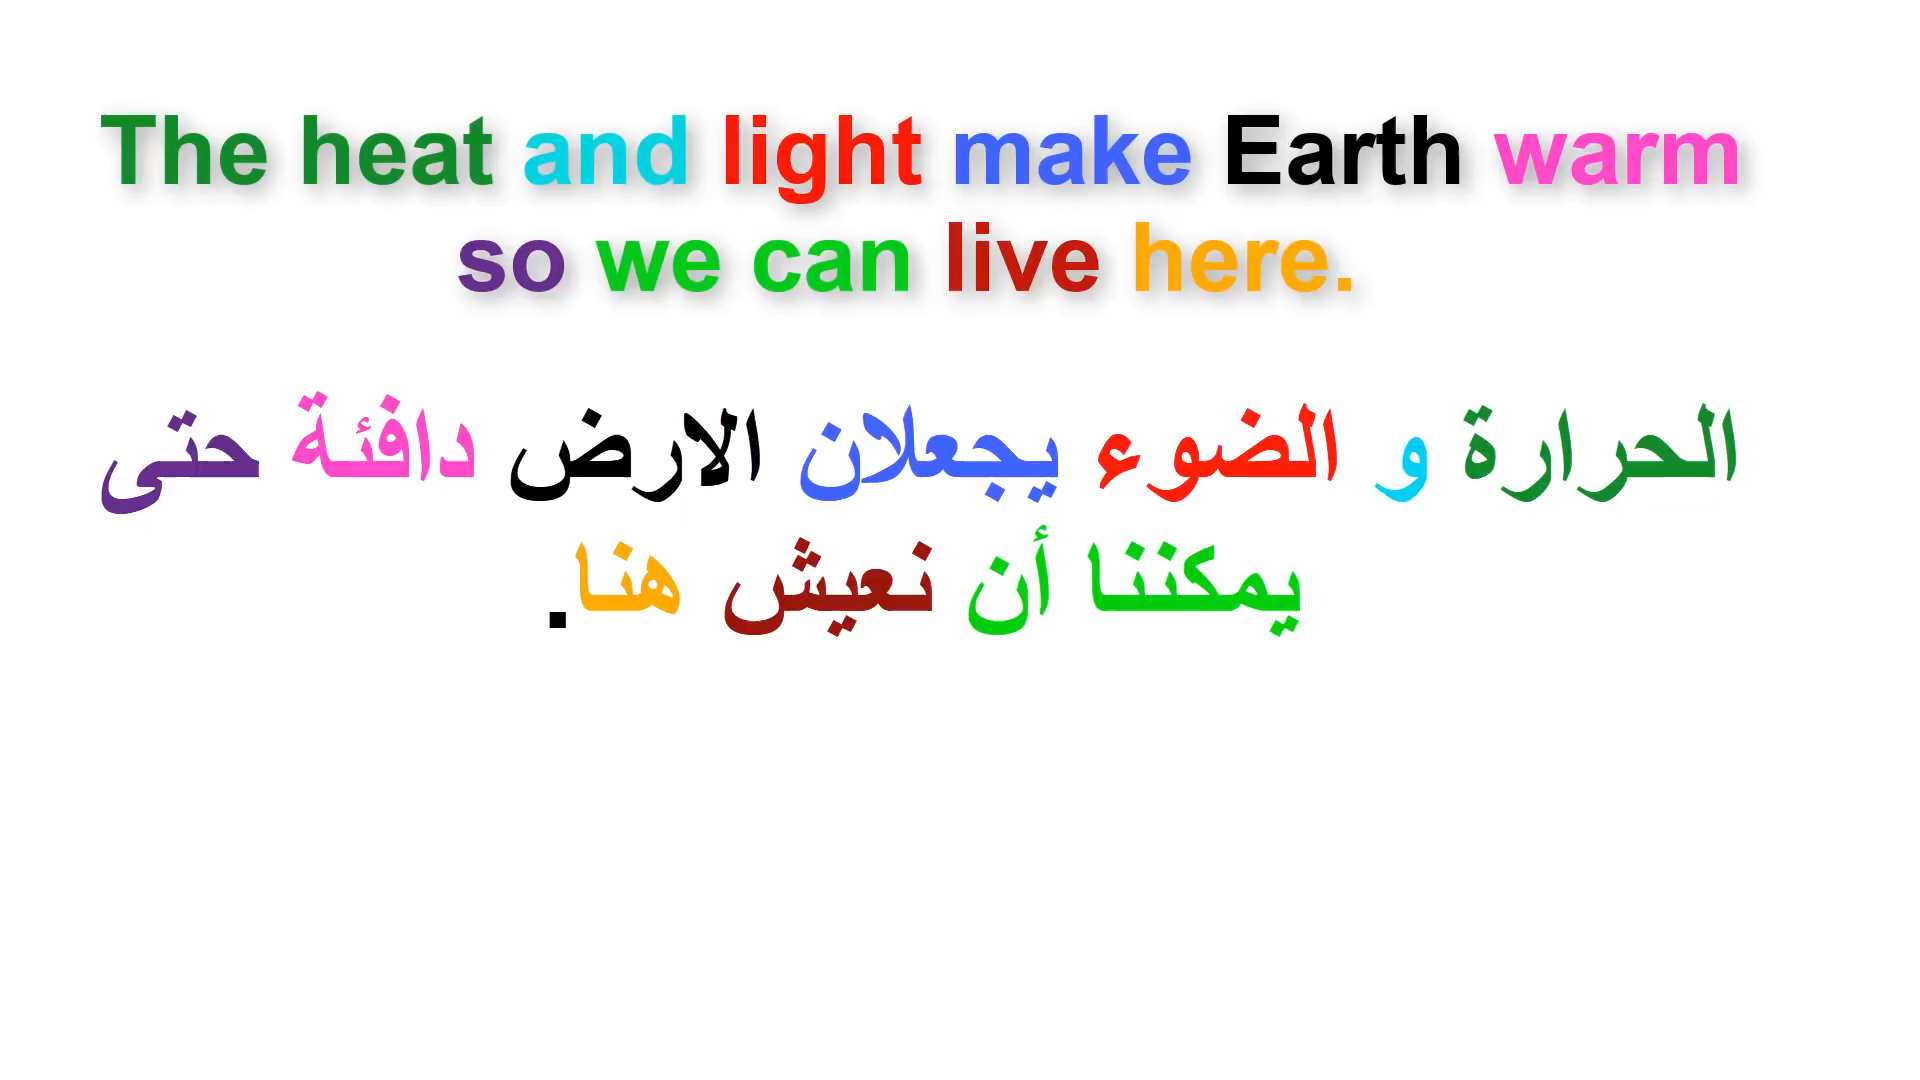 The heat and light make Earth warm
so we can live here.
الحرارة و الضوء يجعلان الارض دافئة حتى
يمكننا أن نعيش هنا.